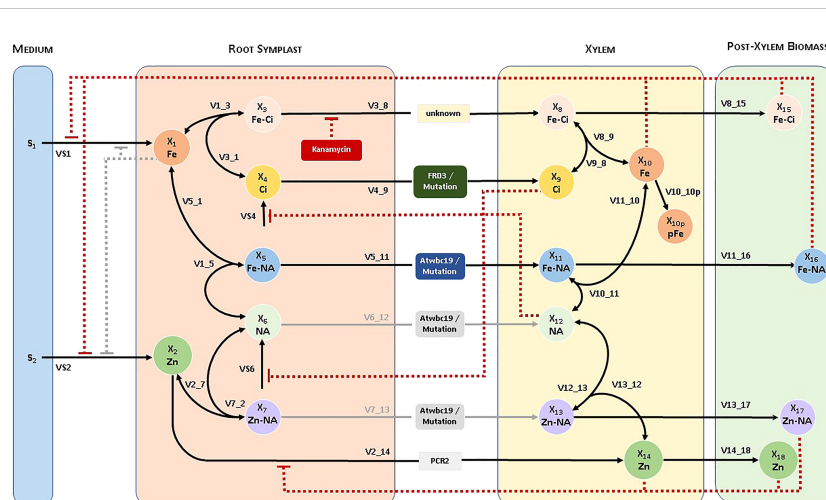 MEDIUM
ROOT SYMPLAST
XYLEM
POST-XYLEM BIOMASS
S1
VS1
X1
Fe
V1_3
V3_1
X3
Fe-Ci
V3_8
Kanamycin
unknown
X8
Fe-Ci
V8_15
X15
Fe-Ci
X4
Ci
V4_9
FRD3 /
Mutation
X9
Ci
V8_9
V9_8
X10
Fe
V10_10p
X10p
pFe
V11_10
VS4
V5_1
V1_5
X5
Fe-NA
V5_11
Atwbc19 /
Mutation
X11
Fe-NA
V11_16
X16
Fe-NA
V10_11
X6
NA
V6_12
Atwbc19 /
Mutation
X12
NA
S2
VS2
X2
Zn
V2_7
V7_2
VS6
X7
Zn-NA
V7_13
Atwbc19 /
Mutation
V12_13
V13_12
X13
Zn-NA
V13_17
X17
Zn-NA
V2_14
PCR2
X14
Zn
V14_18
X18
Zn